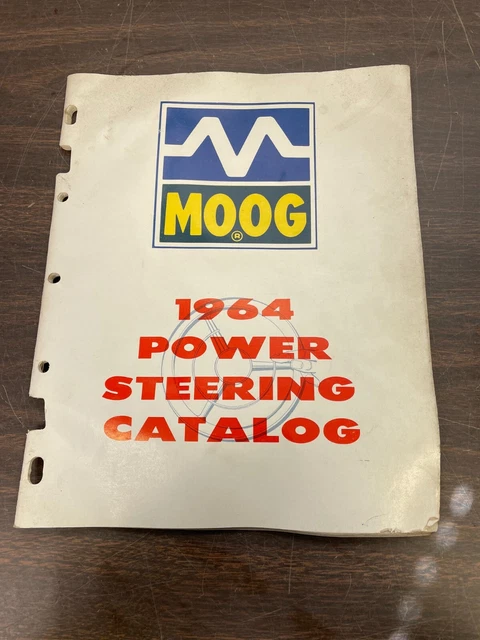 MOOG
®
1964
POWER
STEERING
CATALOG